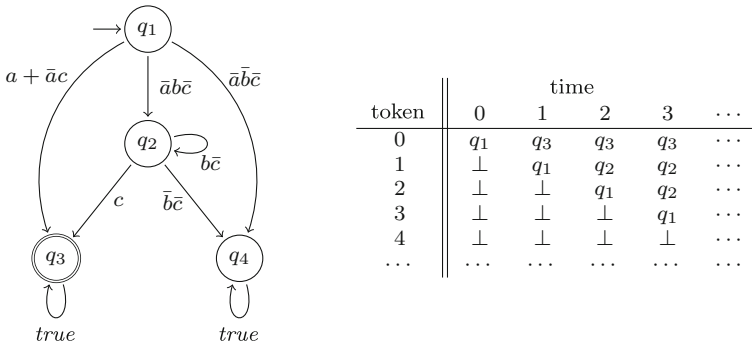 q₁
a + āc
āb̄c̄
ābc̄
q₂
bc̄
c
b̄c̄
q₃
q₄
true
true
time
token 0 1 2 3 ⋯
0 q₁ q₃ q₃ q₃ ⋯
1 ⊥ q₁ q₂ q₂ ⋯
2 ⊥ ⊥ q₁ q₂ ⋯
3 ⊥ ⊥ ⊥ q₁ ⋯
4 ⊥ ⊥ ⊥ ⊥ ⋯
⋯ ⋯ ⋯ ⋯ ⋯ ⋯